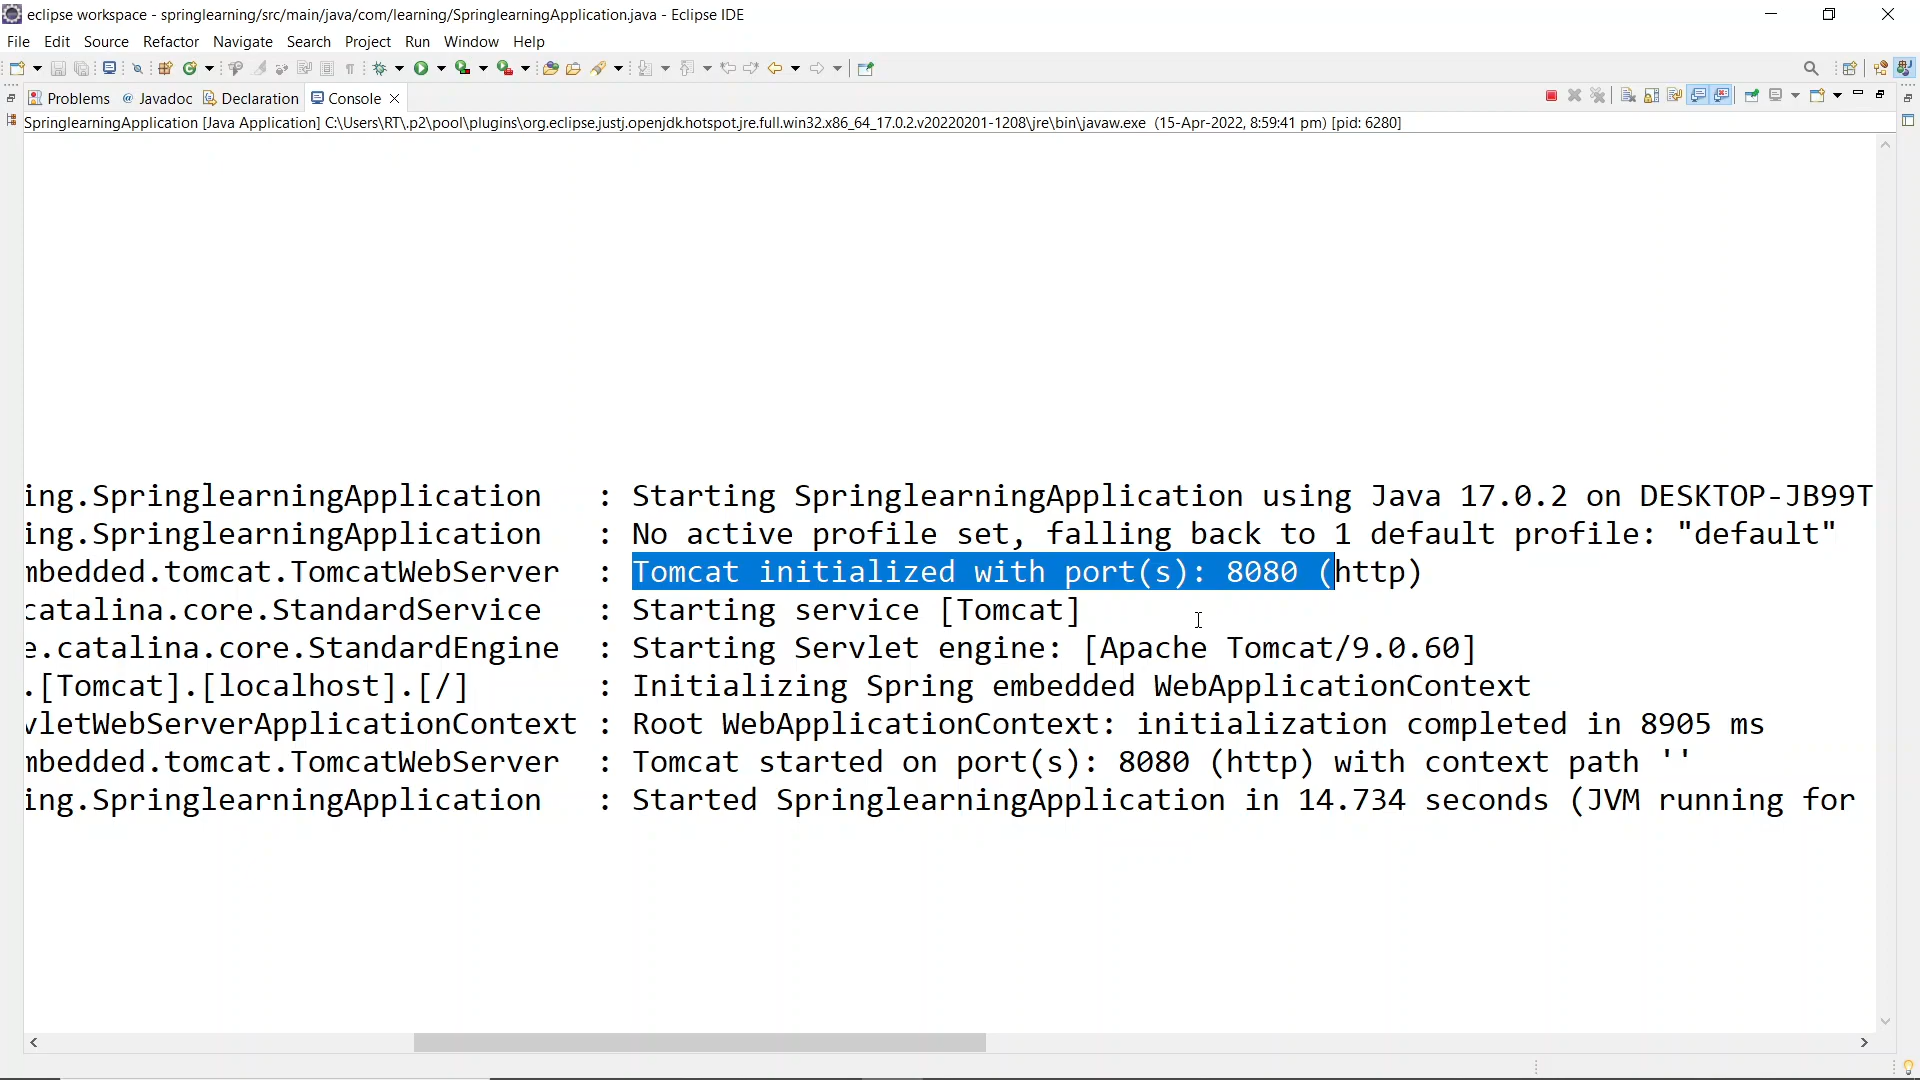 eclipse workspace - springlearning/src/main/java/com/learning/SpringlearningApplication.java - Eclipse IDE
File Edit Source Refactor Navigate Search Project Run Window Help
Problems @ Javadoc Declaration Console
SpringlearningApplication [Java Application] C:\Users\RT\.p2\pool\plugins\org.eclipse.justj.openjdk.hotspot.jre.full.win32.x86_64_17.0.2.v20220201-1208\jre\bin\javaw.exe (15-Apr-2022, 8:59:41 pm) [pid: 6280]
ing.SpringlearningApplication : Starting SpringlearningApplication using Java 17.0.2 on DESKTOP-JB99T
ing.SpringlearningApplication : No active profile set, falling back to 1 default profile: "default"
mbedded.tomcat.TomcatWebServer : Tomcat initialized with port(s): 8080 (http)
catalina.core.StandardService : Starting service [Tomcat]
e.catalina.core.StandardEngine : Starting Servlet engine: [Apache Tomcat/9.0.60]
.[Tomcat].[localhost].[/] : Initializing Spring embedded WebApplicationContext
vletWebServerApplicationContext : Root WebApplicationContext: initialization completed in 8905 ms
mbedded.tomcat.TomcatWebServer : Tomcat started on port(s): 8080 (http) with context path ''
ing.SpringlearningApplication : Started SpringlearningApplication in 14.734 seconds (JVM running for